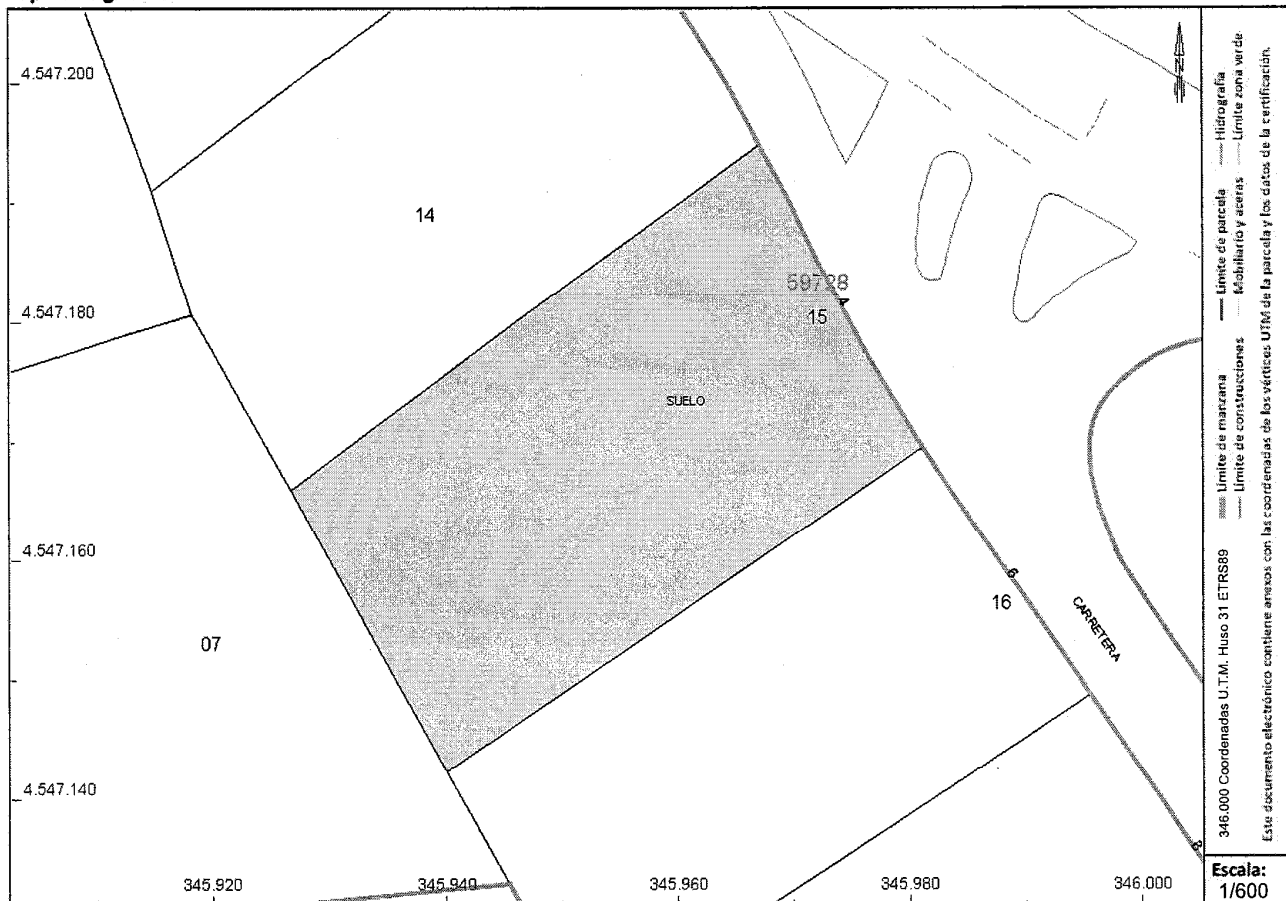 4.547.200
4.547.180
4.547.160
4.547.140
14
59728
4
15
SUELO
07
6
16
CARRETERA
8
345.920
345.940
345.960
345.980
346.000
346.000 Coordenadas U.T.M. Huso 31 ETRS89
Límite de manzana
Límite de parcela
Hidrografía
Límite de construcciones
Mobiliario y aceras
Límite zona verde
Este documento electrónico contiene anexos con las coordenadas de los vértices UTM de la parcela y los datos de la certificación.
Escala:
1/600